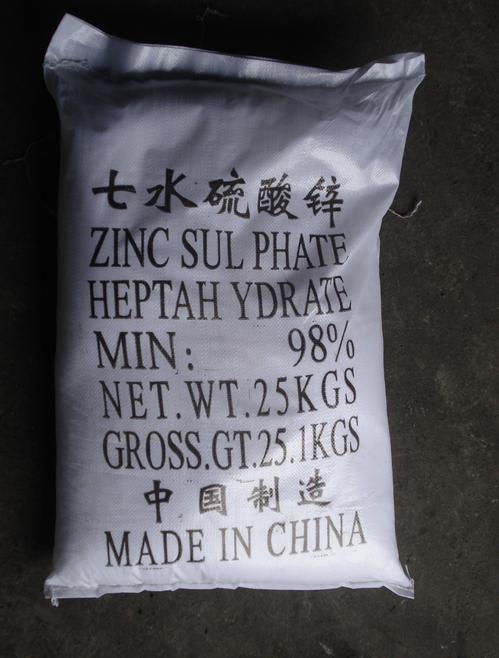 七水硫酸锌
ZINC SUL PHATE
HEPTAH YDRATE
MIN: 98%
NET.WT.25KGS
GROSS.GT.25.1KGS
中国制造
MADE IN CHINA